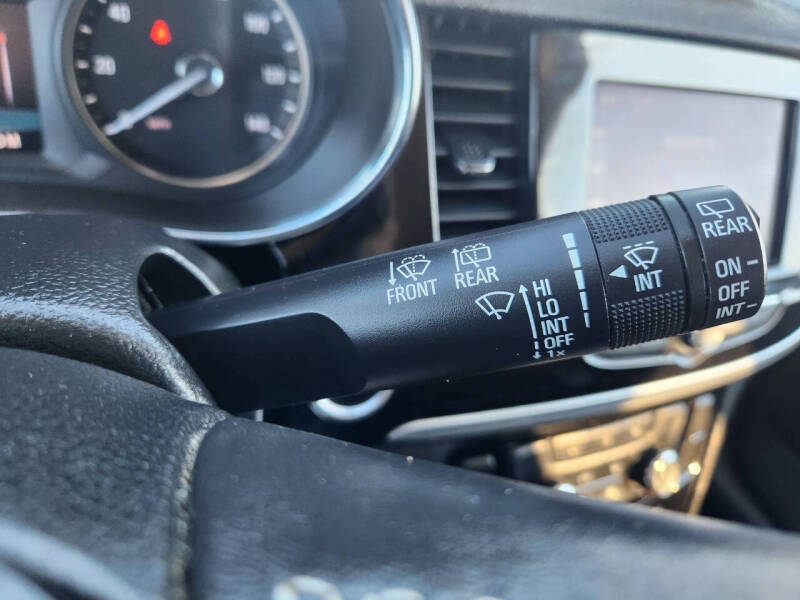 40
20
100
120
140
FRONT
REAR
HI
LO
INT
OFF
1x
INT
REAR
ON
OFF
INT